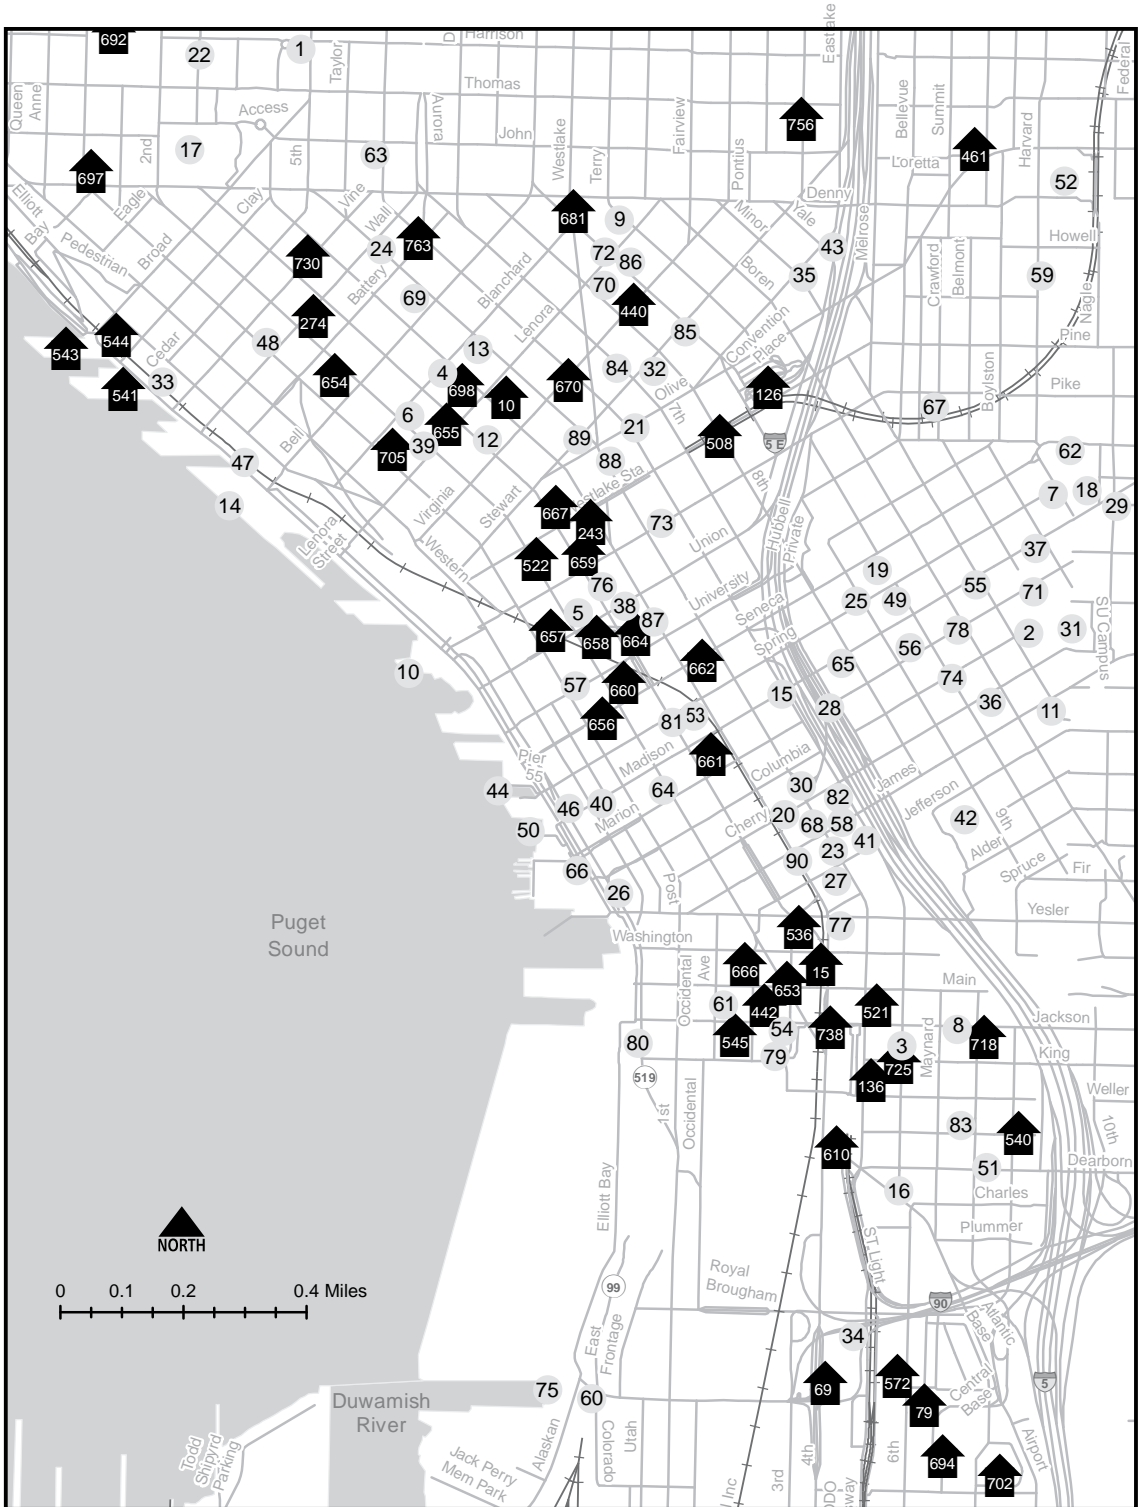 Eastlake
692
22
1
Taylor
D
Harrison
Federal
Queen
Anne
Thomas
Access
Aurora
John
Westlake
Terry
Fairview
Pontius
756
Bellevue
Summit
461
Harvard
2nd
17
5th
63
Loretta
52
697
Denny
Elliott
Bay
Eagle
Clay
Vine
Wall
681
9
Minor
Yale
Melrose
Howell
Pedestrian
Broad
730
24
763
72
86
43
Battery
Blanchard
Boren
35
Crawford
Belmont
59
Nagle
274
69
70
440
Lenora
85
Convention
Place
Pine
543
544
Cedar
48
13
541
33
654
4
698
10
670
84
32
Olive
126
Boylston
Pike
6
655
7th
67
705
39
12
89
21
508
5 E
Bell
88
62
47
8th
14
Virginia
Stewart
estlake Sta
7
18
29
667
243
73
Union
Hubbell
Private
Lenora
Street
Western
522
659
37
76
University
19
55
71
5
38
87
Seneca
25
49
SU Campus
657
658
664
Spring
78
2
31
10
662
65
56
57
660
15
74
656
81
53
28
36
11
661
Pier
55
Madison
Columbia
44
46
40
64
30
James
82
Jefferson
50
Marion
Cherry
20
68
58
42
9th
41
Alder
90
23
66
26
Post
27
Spruce
Fir
Puget
Sound
Yesler
536
77
Washington
Occidental
Ave
666
15
653
Main
61
442
521
Jackson
545
54
738
8
718
80
79
3
Maynard
King
519
136
725
Weller
1st
Occidental
10th
83
540
610
51
Dearborn
Elliott Bay
16
Charles
NORTH
Plummer
ST Light
0
0.1
0.2
0.4 Miles
Royal
Brougham
99
90
East
Frontage
34
Atlantic
Base
75
60
69
572
79
Central
Base
5
Duwamish
River
Todd
Shipyrd
Parking
Jack Perry
Mem Park
Alaskan
Colorado
Utah
Inc
3rd
4th
6th
694
702
Airport